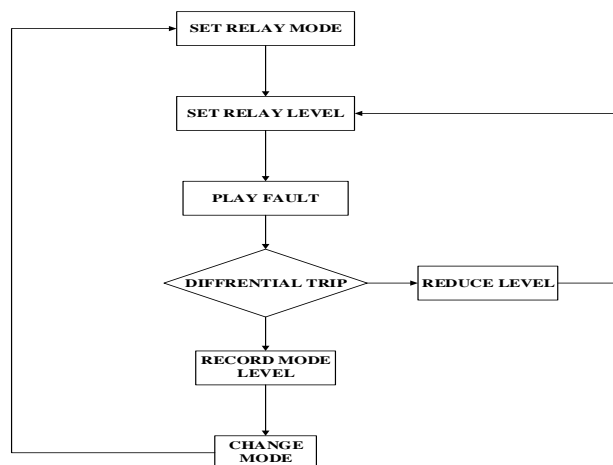 SET RELAY MODE
SET RELAY LEVEL
PLAY FAULT
DIFFRENTIAL TRIP
REDUCE LEVEL
RECORD MODE
LEVEL
CHANGE
MODE